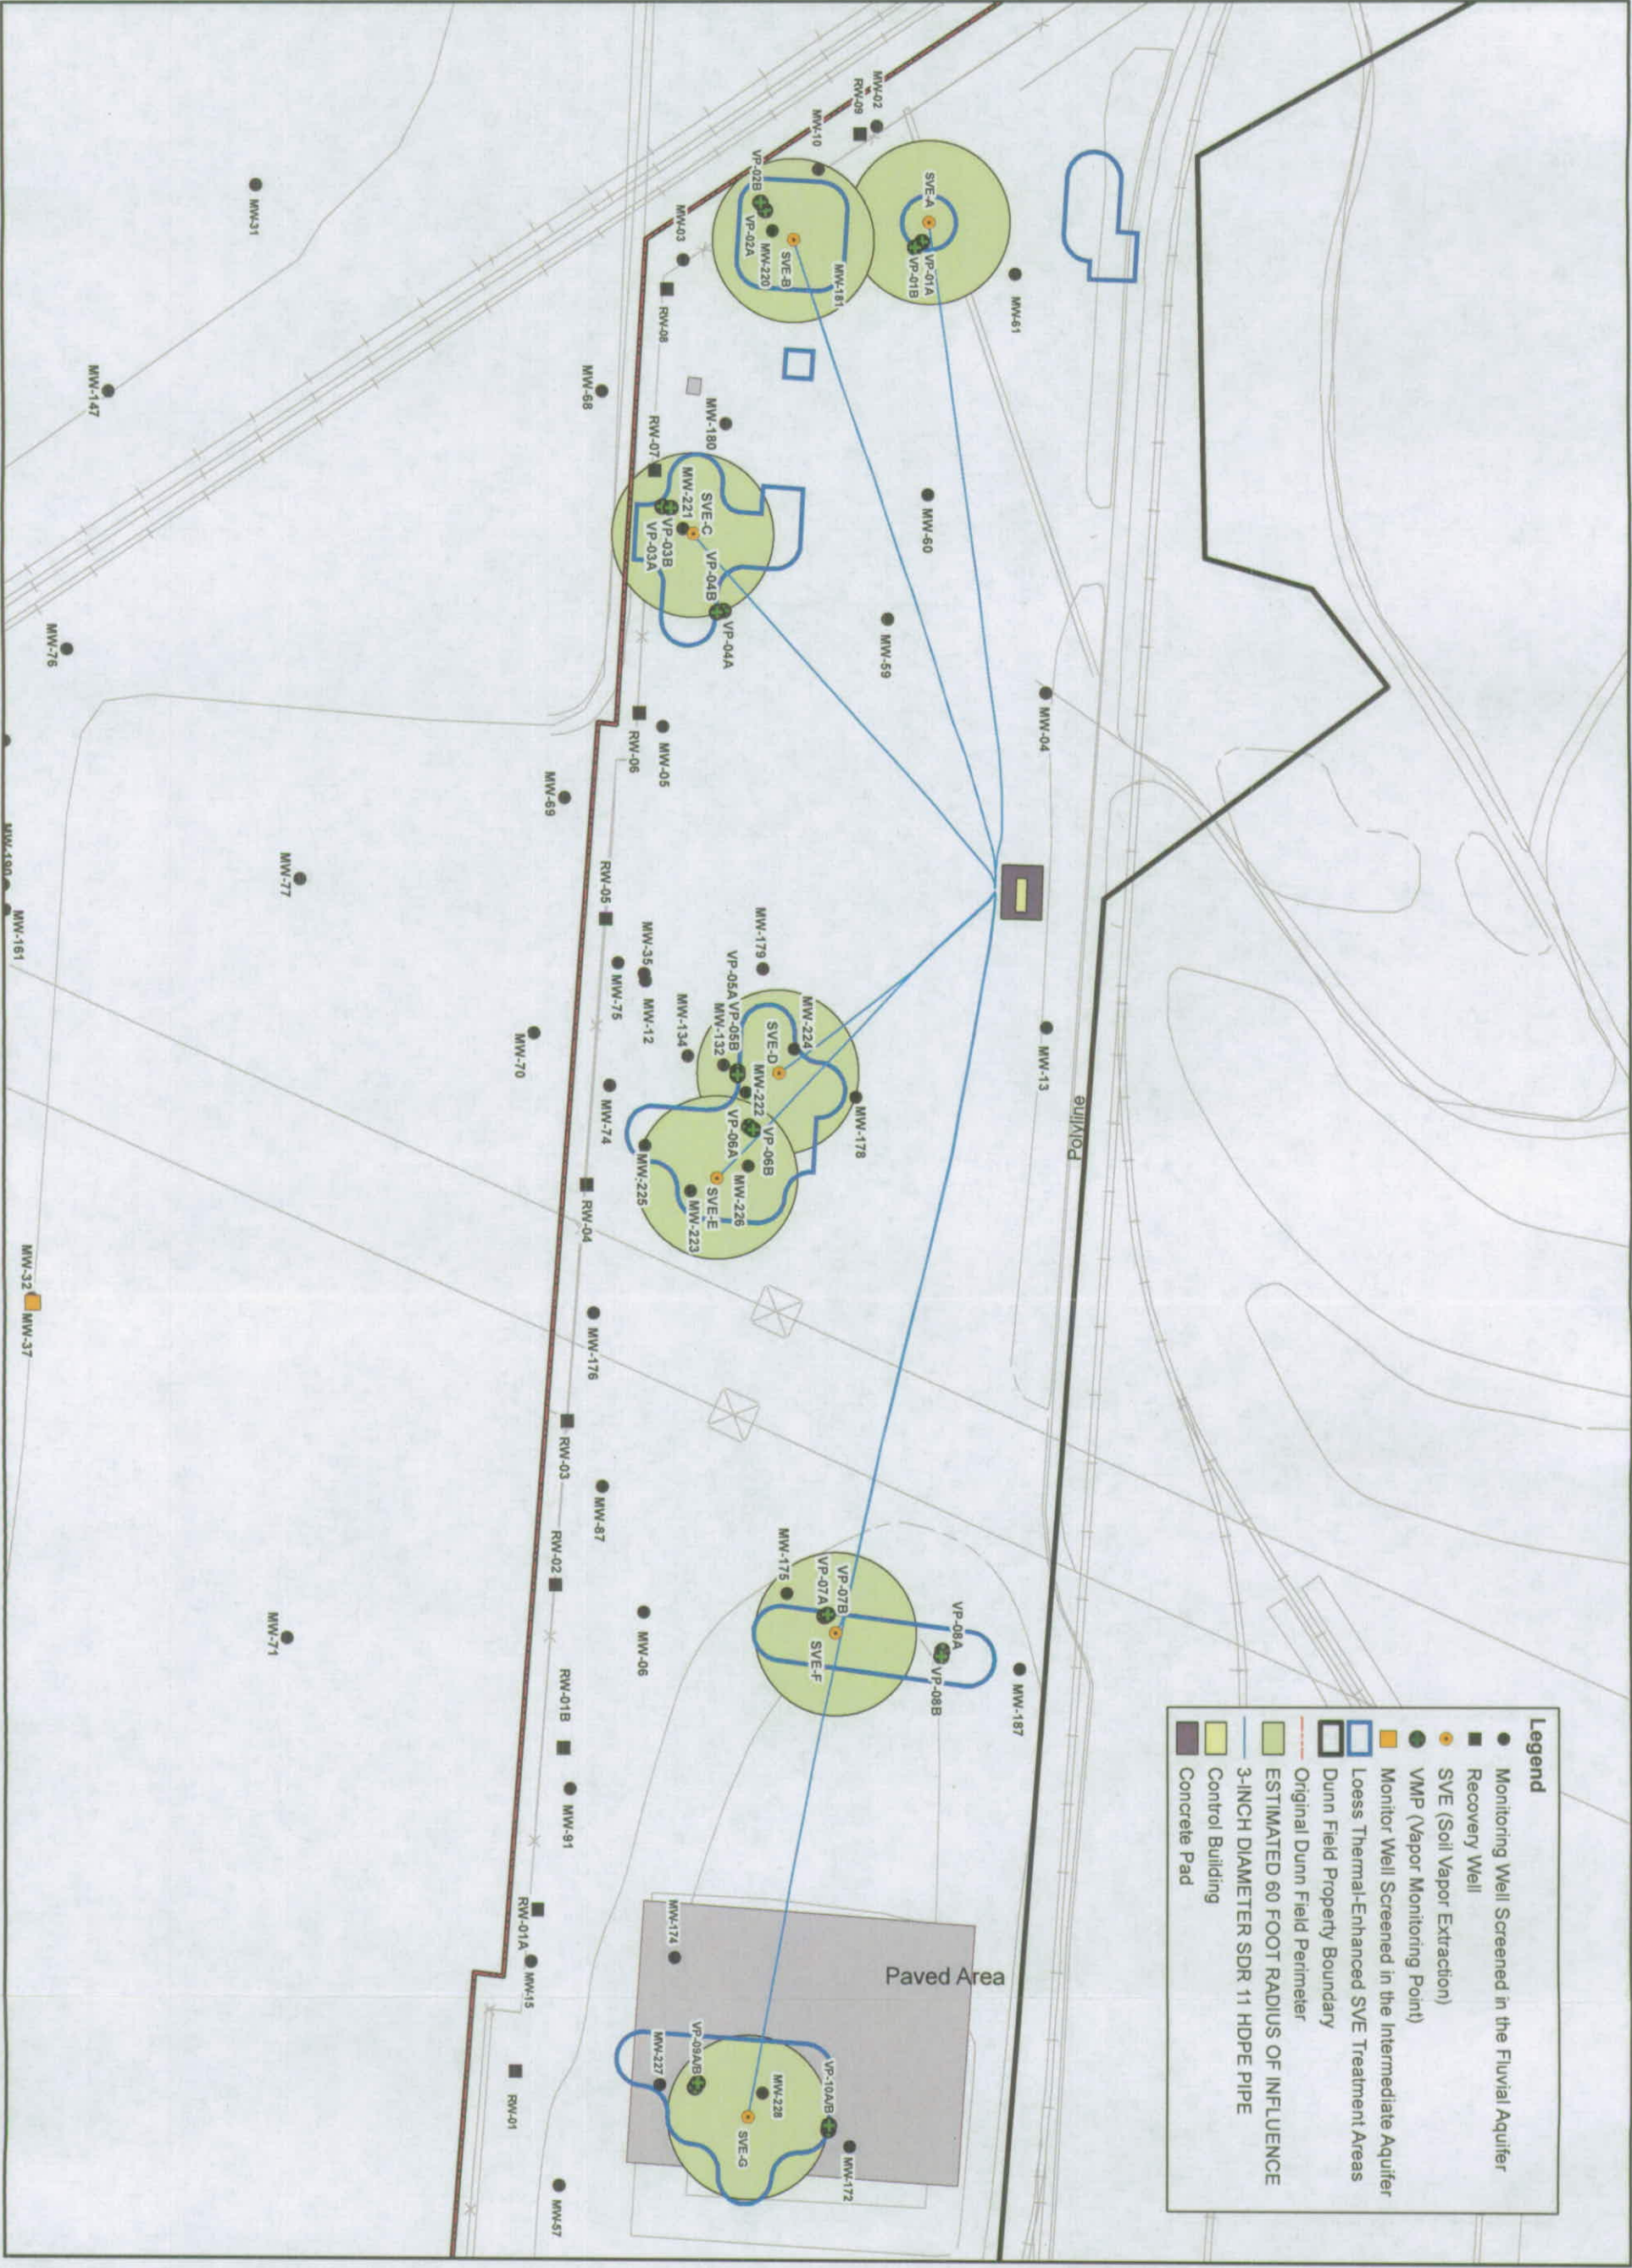 Legend
Monitoring Well Screened in the Fluvial Aquifer
Recovery Well
SVE (Soil Vapor Extraction)
VMP (Vapor Monitoring Point)
Monitor Well Screened in the Intermediate Aquifer
Loess Thermal-Enhanced SVE Treatment Areas
Dunn Field Property Boundary
Original Dunn Field Perimeter
ESTIMATED 60 FOOT RADIUS OF INFLUENCE
3-INCH DIAMETER SDR 11 HDPE PIPE
Control Building
Concrete Pad
MW-02
RW-09
MW-10
SVE-A
VP-01A
VP-01B
MW-61
VP-02B
VP-02A
MW-220
SVE-B
MW-181
MW-03
RW-08
MW-31
MW-147
MW-68
MW-180
RW-07
MW-221
SVE-C
VP-03B
VP-03A
VP-04B
VP-04A
MW-60
MW-59
MW-04
MW-76
RW-06
MW-05
MW-69
MW-77
MW-190
MW-161
RW-05
MW-35
MW-75
MW-12
MW-70
MW-179
VP-05A
VP-05B
MW-134
MW-132
SVE-D
MW-224
MW-222
MW-178
VP-06A
VP-06B
MW-226
SVE-E
MW-223
MW-225
MW-74
RW-04
MW-13
Polyline
MW-32
MW-37
MW-176
RW-03
MW-87
RW-02
MW-71
MW-06
RW-01B
MW-91
MW-175
VP-07A
VP-07B
SVE-F
VP-08A
VP-08B
MW-187
RW-01A
MW-15
RW-01
MW-57
MW-174
Paved Area
MW-227
VP-09A/B
MW-228
SVE-G
VP-10A/B
MW-172